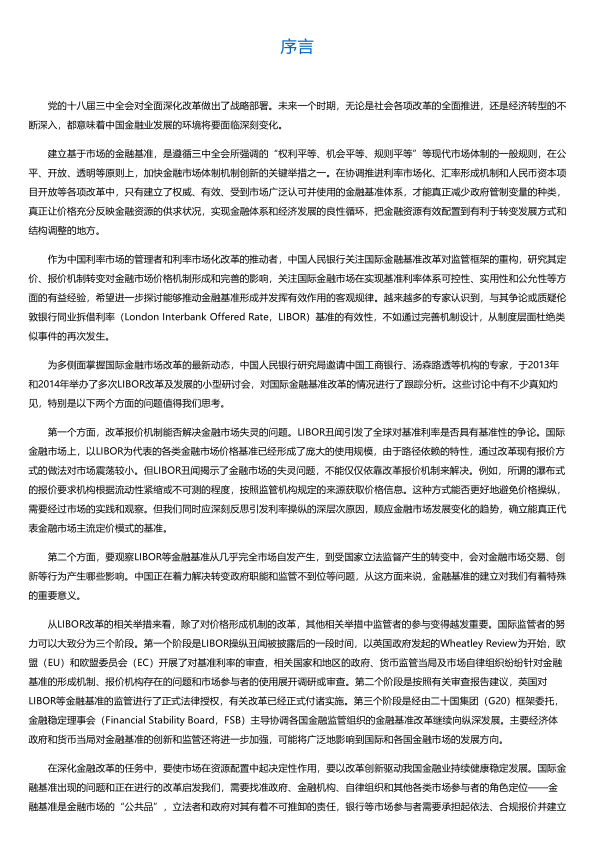 序言
党的十八届三中全会对全面深化改革做出了战略部署。未来一个时期，无论是社会各项改革的全面推进，还是经济转型的不
断深入，都意味着中国金融业发展的环境将要面临深刻变化。
建立基于市场的金融基准，是遵循三中全会所强调的“权利平等、机会平等、规则平等”等现代市场体制的一般规则，在公
平、开放、透明等原则上，加快金融市场体制机制创新的关键举措之一。在协调推进利率市场化、汇率形成机制和人民币资本项
目开放等各项改革中，只有建立了权威、有效、受到市场广泛认可并使用的金融基准体系，才能真正减少政府管制变量的种类，
真正让价格充分反映金融资源的供求状况，实现金融体系和经济发展的良性循环，把金融资源有效配置到有利于转变发展方式和
结构调整的地方。
作为中国利率市场的管理者和利率市场化改革的推动者，中国人民银行关注国际金融基准改革对监管框架的重构，研究其定
价、报价机制转变对金融市场价格机制形成和完善的影响，关注国际金融市场在实现基准利率体系可控性、实用性和公允性等方
面的有益经验，希望进一步探讨能够推动金融基准形成并发挥有效作用的客观规律。越来越多的专家认识到，与其争论或质疑伦
敦银行同业拆借利率（London Interbank Offered Rate，LIBOR）基准的有效性，不如通过完善机制设计，从制度层面杜绝类
似事件的再次发生。
为多侧面掌握国际金融市场改革的最新动态，中国人民银行研究局邀请中国工商银行、汤森路透等机构的专家，于2013年
和2014年举办了多次LIBOR改革及发展的小型研讨会，对国际金融基准改革的情况进行了跟踪分析。这些讨论中有不少真知灼
见，特别是以下两个方面的问题值得我们思考。
第一个方面，改革报价机制能否解决金融市场失灵的问题。LIBOR丑闻引发了全球对基准利率是否具有基准性的争论。国际
金融市场上，以LIBOR为代表的各类金融市场价格基准已经形成了庞大的使用规模，由于路径依赖的特性，通过改革现有报价方
式的做法对市场震荡较小。但LIBOR丑闻揭示了金融市场的失灵问题，不能仅仅依靠改革报价机制来解决。例如，所谓的瀑布式
的报价要求机构根据流动性紧缩或不可测的程度，按照监管机构规定的来源获取价格信息。这种方式能否更好地避免价格操纵，
需要经过市场的实践和观察。但我们同时应深刻反思引发利率操纵的深层次原因，顺应金融市场发展变化的趋势，确立能真正代
表金融市场主流定价模式的基准。
第二个方面，要观察LIBOR等金融基准从几乎完全市场自发产生，到受国家立法监督产生的转变中，会对金融市场交易、创
新等行为产生哪些影响。中国正在着力解决转变政府职能和监管不到位等问题，从这方面来说，金融基准的建立对我们有着特殊
的重要意义。
从LIBOR改革的相关举措来看，除了对价格形成机制的改革，其他相关举措中监管者的参与变得越发重要。国际监管者的努
力可以大致分为三个阶段。第一个阶段是LIBOR操纵丑闻被披露后的一段时间，以英国政府发起的Wheatley Review为开始，欧
盟（EU）和欧盟委员会（EC）开展了对基准利率的审查，相关国家和地区的政府、货币监管当局及市场自律组织纷纷针对金融
基准的形成机制、报价机构存在的问题和市场参与者的使用展开调研或审查。第二个阶段是按照有关审查报告建议，英国对
LIBOR等金融基准的监管进行了正式法律授权，有关改革已经正式付诸实施。第三个阶段是经由二十国集团（G20）框架委托，
金融稳定理事会（Financial Stability Board，FSB）主导协调各国金融监管组织的金融基准改革继续向纵深发展。主要经济体
政府和货币当局对金融基准的创新和监管还将进一步加强，可能将广泛地影响到国际和各国金融市场的发展方向。
在深化金融改革的任务中，要使市场在资源配置中起决定性作用，要以改革创新驱动我国金融业持续健康稳定发展。国际金
融基准出现的问题和正在进行的改革启发我们，需要找准政府、金融机构、自律组织和其他各类市场参与者的角色定位——金
融基准是金融市场的“公共品”，立法者和政府对其有着不可推卸的责任，银行等市场参与者需要承担起依法、合规报价并建立